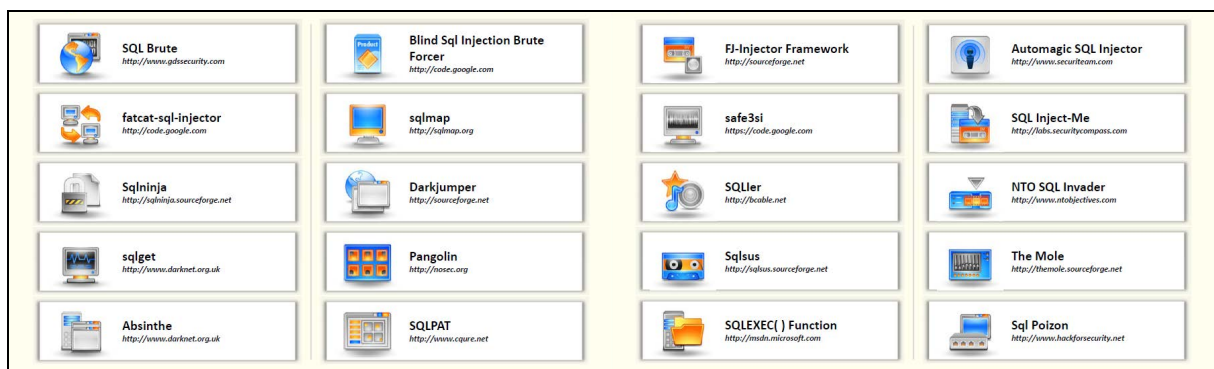 SQL Brute
http://www.gdssecurity.com
Blind Sql Injection Brute
Forcer
http://code.google.com
FJ-Injector Framework
http://sourceforge.net
Automagic SQL Injector
http://www.securiteam.com
fatcat-sql-injector
http://code.google.com
sqlmap
http://sqlmap.org
safe3si
https://code.google.com
SQL Inject-Me
http://labs.securitycompass.com
Sqlninja
http://sqlninja.sourceforge.net
Darkjumper
http://sourceforge.net
SQLIer
http://bcable.net
NTO SQL Invader
http://www.ntobjectives.com
sqlget
http://www.darknet.org.uk
Pangolin
http://nosec.org
Sqlsus
http://sqlsus.sourceforge.net
The Mole
http://themole.sourceforge.net
Absinthe
http://www.darknet.org.uk
SQLPAT
http://www.cqure.net
SQLEXEC( ) Function
http://msdn.microsoft.com
Sql Poizon
http://www.hackforsecurity.net
Product